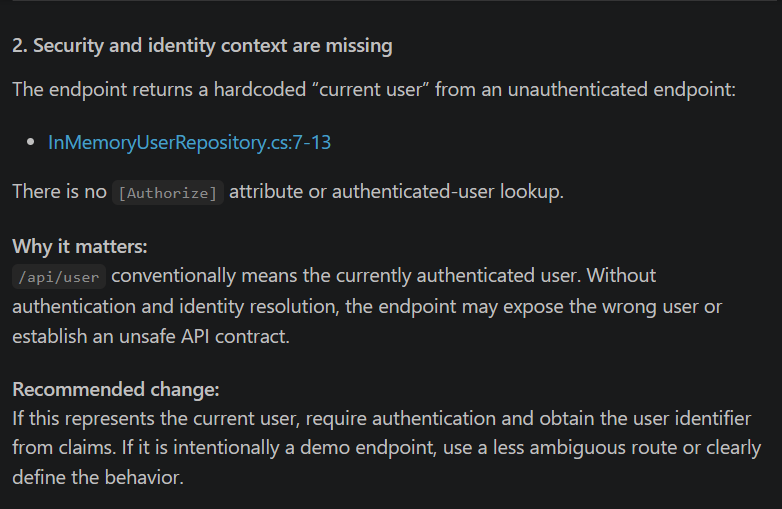 2. Security and identity context are missing
The endpoint returns a hardcoded “current user” from an unauthenticated endpoint:
• InMemoryUserRepository.cs:7-13
There is no [Authorize] attribute or authenticated-user lookup.
Why it matters:
/api/user conventionally means the currently authenticated user. Without
authentication and identity resolution, the endpoint may expose the wrong user or
establish an unsafe API contract.
Recommended change:
If this represents the current user, require authentication and obtain the user identifier
from claims. If it is intentionally a demo endpoint, use a less ambiguous route or clearly
define the behavior.